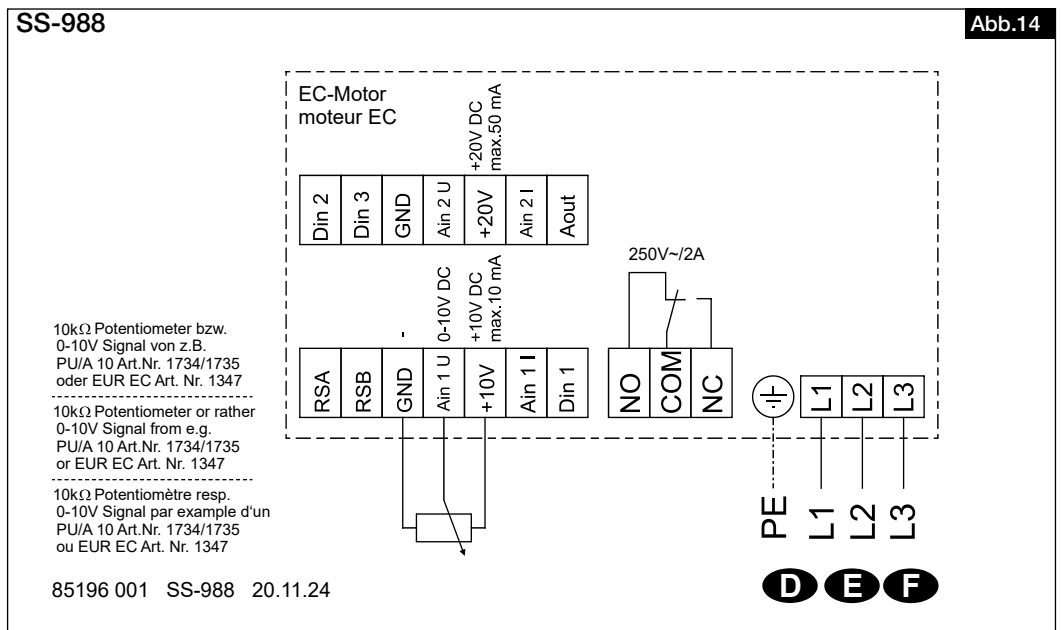 SS-988
Abb.14
EC-Motor
moteur EC
+20V DC
max.50 mA
Din 2
Din 3
GND
Ain 2 U
+20V
Ain 2 I
Aout
250V~/2A
-
0-10V DC
+10V DC
max.10 mA
RSA
RSB
GND
Ain 1 U
+10V
Ain 1 I
Din 1
NO
COM
NC
L1
L2
L3
10kΩ Potentiometer bzw.
0-10V Signal von z.B.
PU/A 10 Art.Nr. 1734/1735
oder EUR EC Art. Nr. 1347
10kΩ Potentiometer or rather
0-10V Signal from e.g.
PU/A 10 Art.Nr. 1734/1735
or EUR EC Art. Nr. 1347
10kΩ Potentiomètre resp.
0-10V Signal par example d'un
PU/A 10 Art.Nr. 1734/1735
ou EUR EC Art. Nr. 1347
PE
L1
L2
L3
85196 001 SS-988 20.11.24
D E F